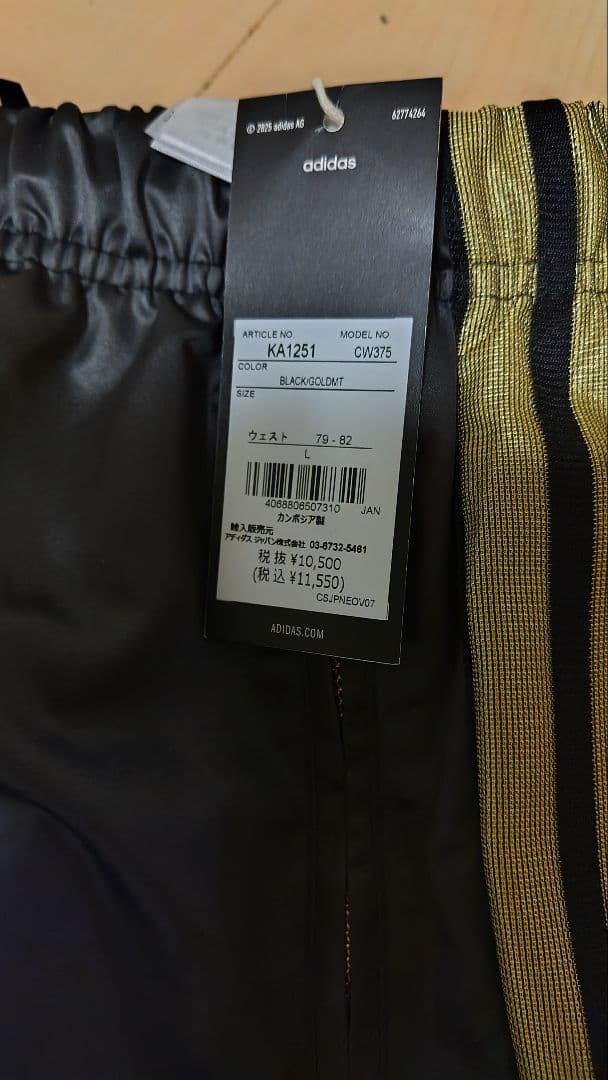 © 2025 adidas AG 62774264
adidas
ARTICLE NO. MODEL NO.
KA1251 CW375
COLOR
BLACK/GOLDMT
SIZE
ウェスト 79 - 82
L
4068806507310 JAN
カンボシア製
輸入販売元
アディダス ジャパン株式会社 03-6732-5461
税 抜 ¥10,500
(税 込 ¥11,550)
CSJPNEOV07
ADIDAS.COM